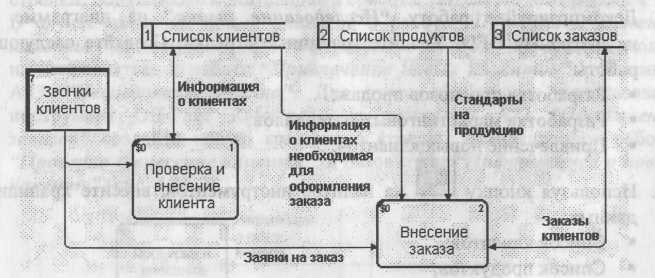 1 Список клиентов
2 Список продуктов
3 Список заказов
7
Звонки
клиентов
Информация
о клиентах
Информация
о клиентах
необходимая
для
оформления
заказа
Стандарты
на
продукцию
$0 1
Проверка и
внесение
клиента
$0 2
Внесение
заказа
Заказы
клиентов
Заявки на заказ